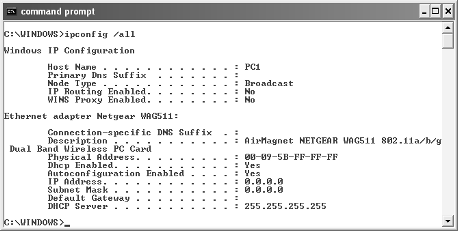 command prompt
C:\WINDOWS>ipconfig /all
Windows IP Configuration
Host Name . . . . . . . . . . . . : PC1
Primary Dns Suffix . . . . . . . :
Node Type . . . . . . . . . . . . : Broadcast
IP Routing Enabled. . . . . . . . : No
WINS Proxy Enabled. . . . . . . . : No
Ethernet adapter Netgear WAG511:
Connection-specific DNS Suffix . :
Description . . . . . . . . . . . : AirMagnet NETGEAR WAG511 802.11a/b/g
Dual Band Wireless PC Card
Physical Address. . . . . . . . . : 00-09-5B-FF-FF-FF
Dhcp Enabled. . . . . . . . . . . : Yes
Autoconfiguration Enabled . . . . : Yes
IP Address. . . . . . . . . . . . : 0.0.0.0
Subnet Mask . . . . . . . . . . . : 0.0.0.0
Default Gateway . . . . . . . . . :
DHCP Server . . . . . . . . . . . : 255.255.255.255
C:\WINDOWS>_